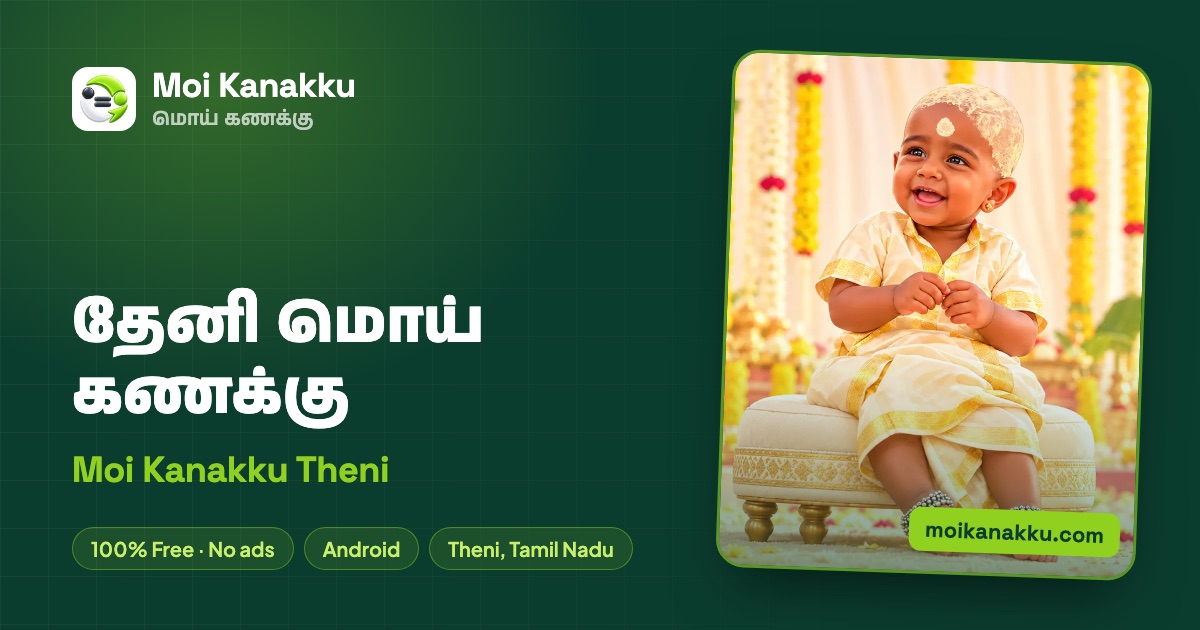 Moi Kanakku
மொய் கணக்கு
தேனி மொய்
கணக்கு
Moi Kanakku Theni
100% Free · No ads
Android
Theni, Tamil Nadu
moikanakku.com